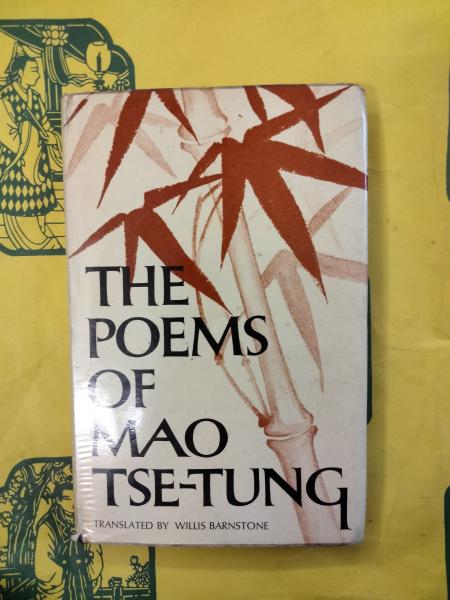 THE
POEMS
OF
MAO
TSE-TUNG
TRANSLATED BY WILLIS BARNSTONE